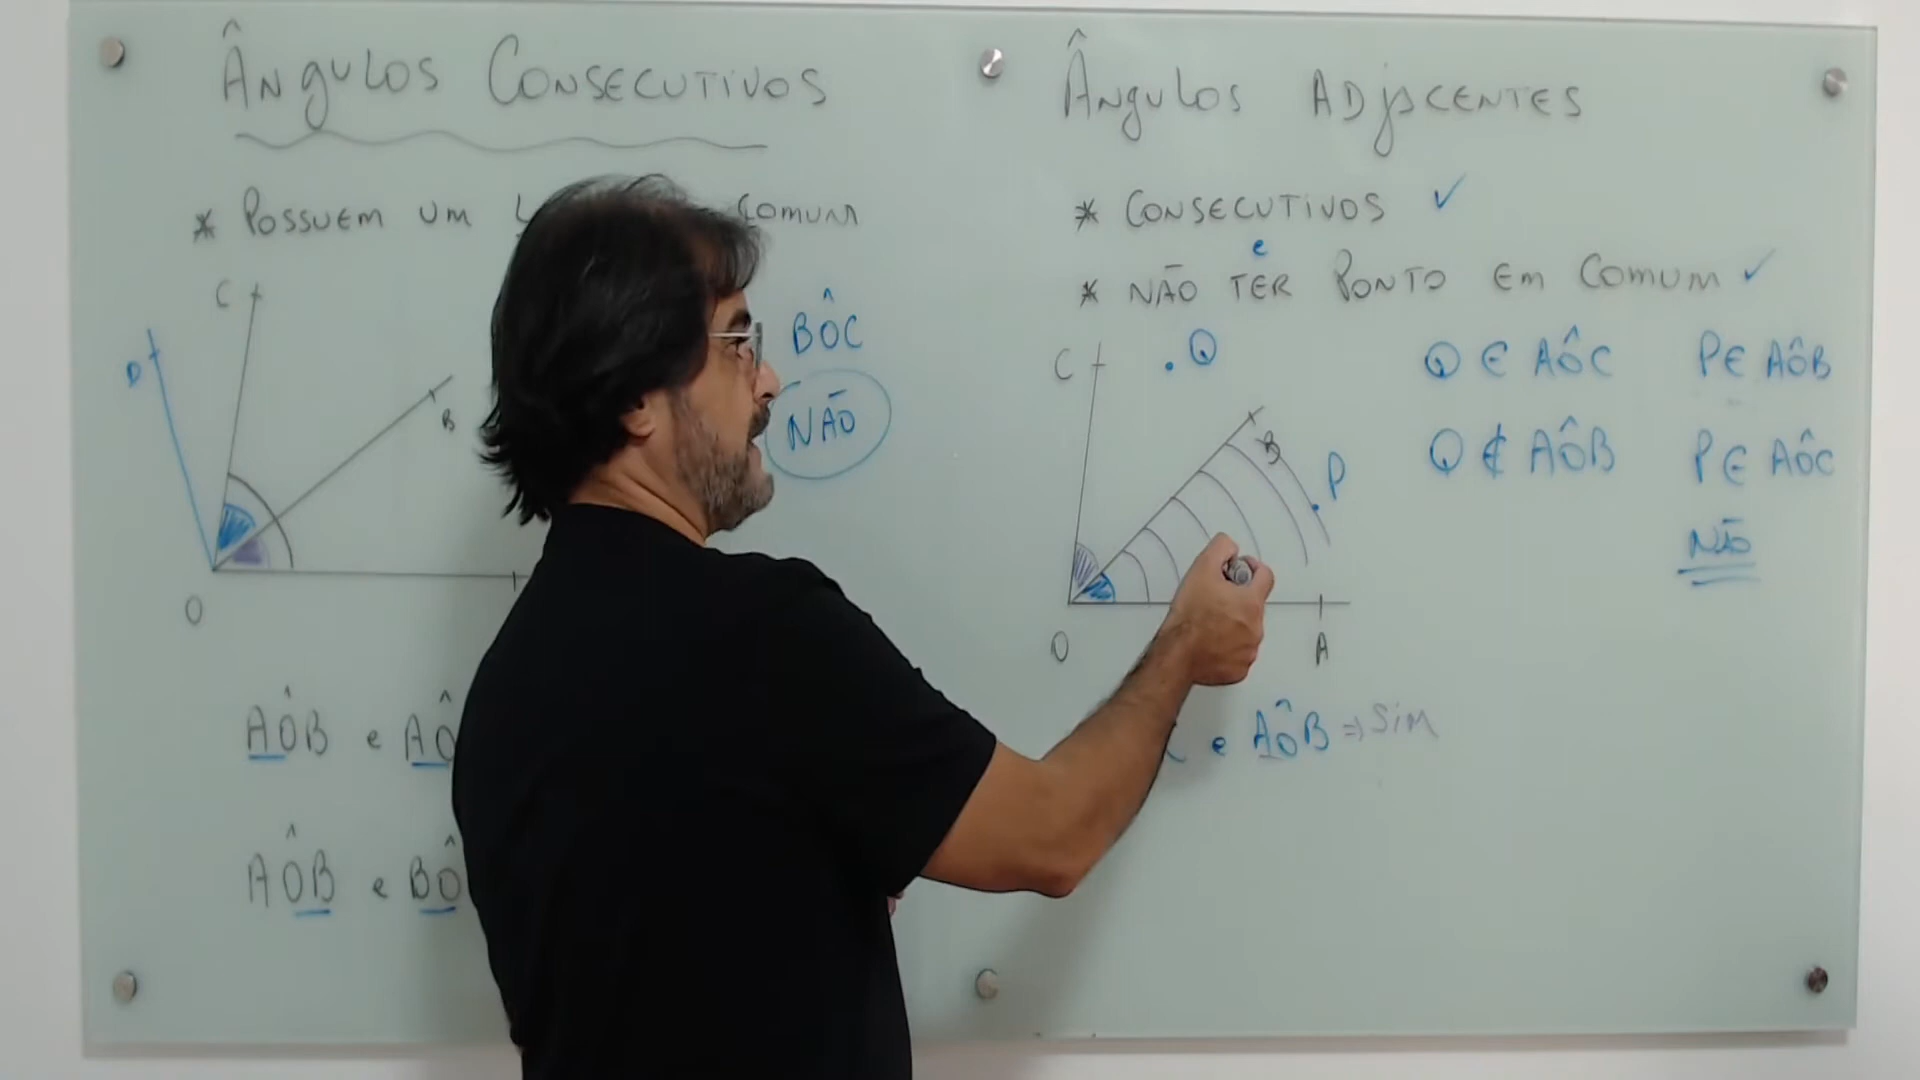 Ângulos Consecutivos
* Possuem um comum
C
D
B
BÔC
NÃO
O
AÔB e AÔ
AÔB e BÔ
Ângulos Adjacentes
* Consecutivos ✓
e
* Não ter ponto em comum ✓
C
Q
B
P
O
A
e AÔB ⇒ Sim
Q ∈ AÔC
Q ∉ AÔB
P ∈ AÔB
P ∈ AÔC
NÃO